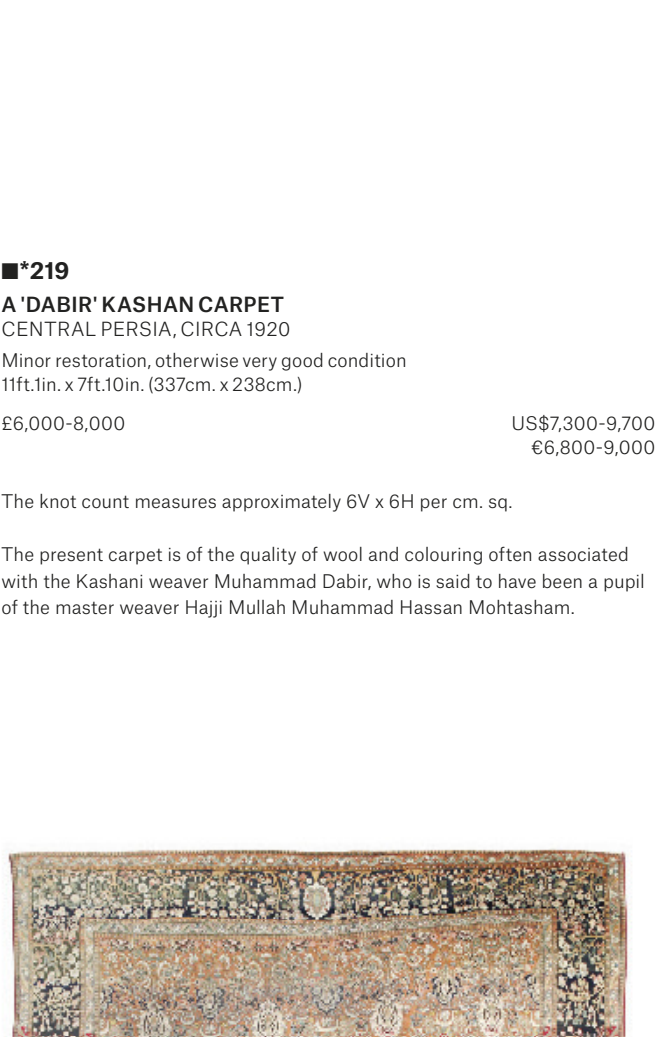 ■*219
A 'DABIR' KASHAN CARPET
CENTRAL PERSIA, CIRCA 1920
Minor restoration, otherwise very good condition
11ft.1in. x 7ft.10in. (337cm. x 238cm.)
£6,000-8,000 US$7,300-9,700
€6,800-9,000
The knot count measures approximately 6V x 6H per cm. sq.
The present carpet is of the quality of wool and colouring often associated
with the Kashani weaver Muhammad Dabir, who is said to have been a pupil
of the master weaver Hajji Mullah Muhammad Hassan Mohtasham.